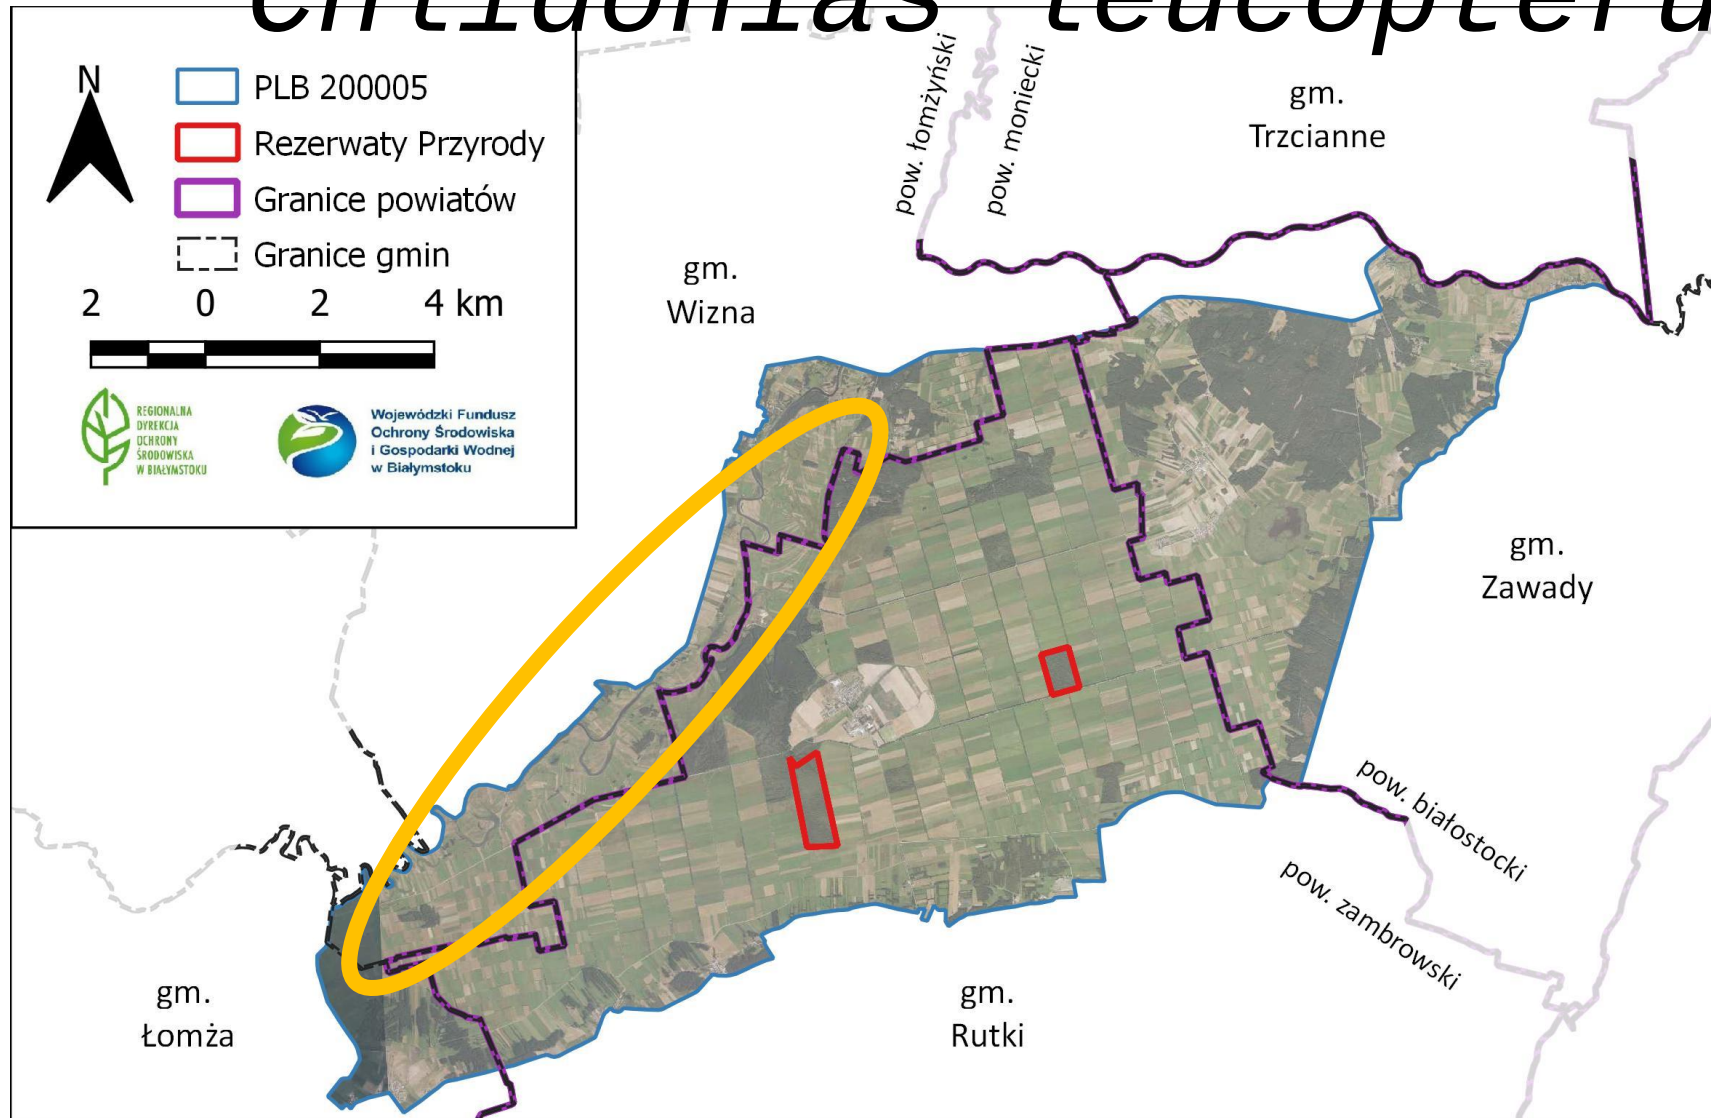 Chlidonias leucopteru
N
PLB 200005
Rezerwaty Przyrody
Granice powiatów
Granice gmin
2 0 2 4 km
REGIONALNA
DYREKCJA
OCHRONY
ŚRODOWISKA
W BIAŁYMSTOKU
Wojewódzki Fundusz
Ochrony Środowiska
i Gospodarki Wodnej
w Białymstoku
pow. łomżyński
pow. moniecki
gm.
Trzcianne
gm.
Wizna
gm.
Zawady
pow. białostocki
pow. zambrowski
gm.
Łomża
gm.
Rutki